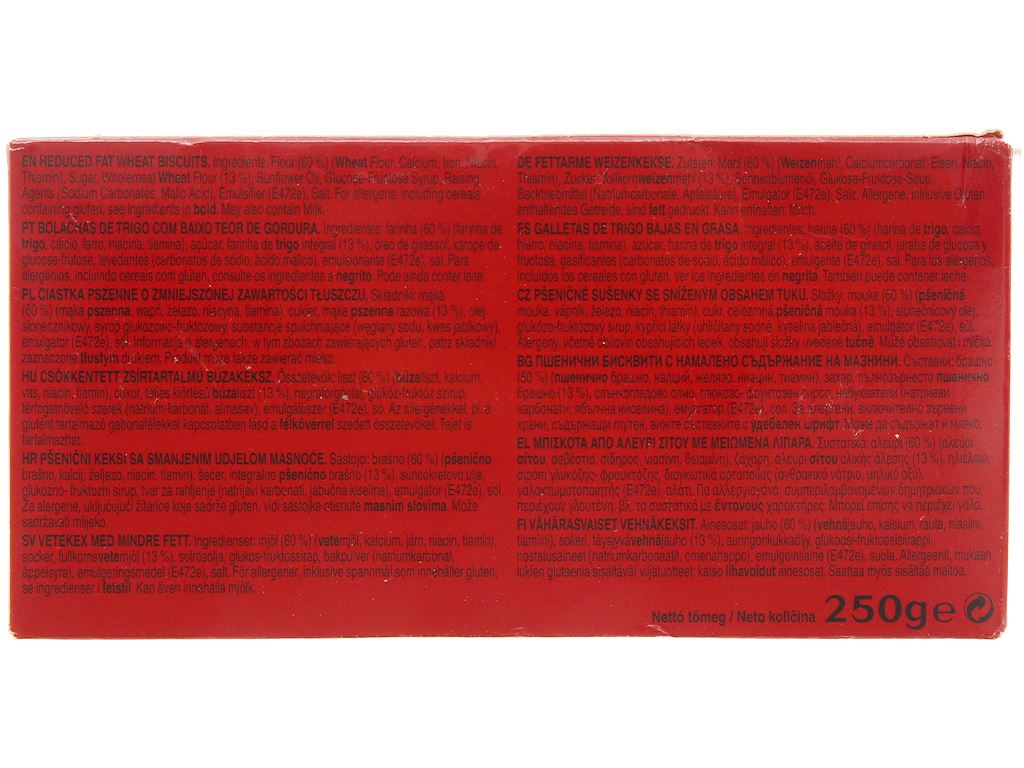 EN REDUCED FAT WHEAT BISCUITS. Ingredients: Flour (60 %) (Wheat Flour, Calcium, Iron, Niacin,
Thiamin), Sugar, Wholemeal Wheat Flour (13 %), Sunflower Oil, Glucose-Fructose Syrup, Raising
Agents (Sodium Carbonates, Malic Acid), Emulsifier (E472e), Salt. For allergens, including cereals
containing gluten, see ingredients in bold. May also contain Milk.
PT BOLACHAS DE TRIGO COM BAIXO TEOR DE GORDURA. Ingredientes: farinha (60 %) (farinha de
trigo, cálcio, ferro, niacina, tiamina), açúcar, farinha de trigo integral (13 %), óleo de girassol, xarope de
glucose-frutose, levedantes (carbonatos de sódio, ácido málico), emulsionante (E472e), sal. Para
alergénios, incluindo cereais com glúten, consulte os ingredientes a negrito. Pode ainda conter leite.
PL CIASTKA PSZENNE O ZMNIEJSZONEJ ZAWARTOŚCI TŁUSZCZU. Składniki: mąka
(60 %) (mąka pszenna, wapń, żelazo, niacyna, tiamina), cukier, mąka pszenna razowa (13 %), olej
słonecznikowy, syrop glukozowo-fruktozowy, substancje spulchniające (węglany sodu, kwas jabłkowy),
emulgator (E472e), sól. Informacja o alergenach, w tym zbożach zawierających gluten, patrz składniki
zaznaczone tłustym drukiem. Produkt może także zawierać mleko.
HU CSÖKKENTETT ZSÍRTARTALMÚ BÚZAKEKSZ. Összetevők: liszt (60 %) (búzaliszt, kalcium,
vas, niacin, tiamin), cukor, teljes kiőrlésű búzaliszt (13 %), napraforgóolaj, glükóz-fruktóz szirup,
térfogatnövelő szerek (nátrium-karbonát, almasav), emulgálószer (E472e), só. Az allergénekkel, pl. a
glutént tartalmazó gabonafélékkel kapcsolatban lásd a félkövérrel szedett összetevőket. Tejet is
tartalmazhat.
HR PŠENIČNI KEKSI SA SMANJENIM UDJELOM MASNOĆE. Sastojci: brašno (60 %) (pšenično
brašno, kalcij, željezo, niacin, tiamin), šećer, integralno pšenično brašno (13 %), suncokretovo ulje,
glukozno- fruktozni sirup, tvar za rahljenje (natrijevi karbonati, jabučna kiselina), emulgator (E472e), sol.
Za alergene, uključujući žitarice koje sadrže gluten, vidi sastojke otisnute masnim slovima. Može
sadržavati mlijeko.
SV VETEKEX MED MINDRE FETT. Ingredienser: mjöl (60 %) (vetemjöl, kalcium, järn, niacin, tiamin),
socker, fullkornsvetemjöl (13 %), solrosolja, glukos-fruktossirap, bakpulver (natriumkarbonat,
äppelsyra), emulgeringsmedel (E472e), salt. För allergener, inklusive spannmål som innehåller gluten,
se ingredienser i fetstil. Kan även innehålla mjölk.
DE FETTARME WEIZENKEKSE. Zutaten: Mehl (60 %) (Weizenmehl, Calciumcarbonat, Eisen, Niacin,
Thiamin), Zucker, Vollkornweizenmehl (13 %), Sonnenblumenöl, Glukose-Fruktose-Sirup,
Backtriebmittel (Natriumcarbonate, Apfelsäure), Emulgator (E472e), Salz. Allergene, inklusive Gluten
enthaltendes Getreide, sind fett gedruckt. Kann enthalten: Milch.
ES GALLETAS DE TRIGO BAJAS EN GRASA. Ingredientes: harina (60 %) (harina de trigo, calcio,
hierro, niacina, tiamina), azúcar, harina de trigo integral (13 %), aceite de girasol, jarabe de glucosa y
fructosa, gasificantes (carbonatos de sodio, ácido málico), emulgente (E472e), sal. Para los alergenos,
incluidos los cereales con gluten, ver los ingredientes en negrita. También puede contener leche.
CZ PŠENIČNÉ SUŠENKY SE SNÍŽENÝM OBSAHEM TUKU. Složky: mouka (60 %) (pšeničná
mouka, vápník, železo, niacin, thiamin), cukr, celozrnná pšeničná mouka (13 %), slunečnicový olej,
glukózo-fruktózový sirup, kypřicí látky (uhličitany sodné, kyselina jablečná), emulgátor (E472e), sůl.
Alergeny, včetně obilovin obsahujících lepek, obsahují složky uvedené tučně. Může obsahovat i mléko.
BG ПШЕНИЧНИ БИСКВИТИ С НАМАЛЕНО СЪДЪРЖАНИЕ НА МАЗНИНИ. Съставки: брашно
(60 %) (пшенично брашно, калций, желязо, ниацин, тиамин), захар, пълнозърнесто пшенично
брашно (13 %), слънчогледово олио, глюкозо-фруктозен сироп, набухватели (натриеви
карбонати, ябълчна киселина), емулгатор (E472e), сол. За алергени, включително зърнени
храни, съдържащи глутен, вижте съставките с удебелен шрифт. Може да съдържат и мляко.
EL ΜΠΙΣΚΟΤΑ ΑΠΟ ΑΛΕΥΡΙ ΣΙΤΟΥ ΜΕ ΜΕΙΩΜΕΝΑ ΛΙΠΑΡΑ. Συστατικά: αλεύρι (60 %) (αλεύρι
σίτου, ασβέστιο, σίδηρος, νιασίνη, θειαμίνη), ζάχαρη, αλεύρι σίτου ολικής άλεσης (13 %), ηλιέλαιο,
σιρόπι γλυκόζης- φρουκτόζης, διογκωτικά αρτοποιίας (ανθρακικό νάτριο, μηλικό οξύ),
γαλακτωματοποιητής (E472e), αλάτι. Για αλλεργιογόνα, συμπεριλαμβανομένων δημητριακών που
περιέχουν γλουτένη, βλ. τα συστατικά με έντονους χαρακτήρες. Μπορεί επίσης να περιέχει γάλα.
FI VÄHÄRASVAISET VEHNÄKEKSIT. Ainesosat: jauho (60 %) (vehnäjauho, kalsium, rauta, niasiini,
tiamiini), sokeri, täysjyvävehnäjauho (13 %), auringonkukkaöljy, glukoosi-fruktoosisiirappi,
nostatusaineet (natriumkarbonaatit, omenahappo), emulgointiaine (E472e), suola. Allergeenit, mukaan
lukien gluteenia sisältävät viljatuotteet: katso lihavoidut ainesosat. Saattaa myös sisältää maitoa.
Nettó tömeg / Neto količina 250g℮